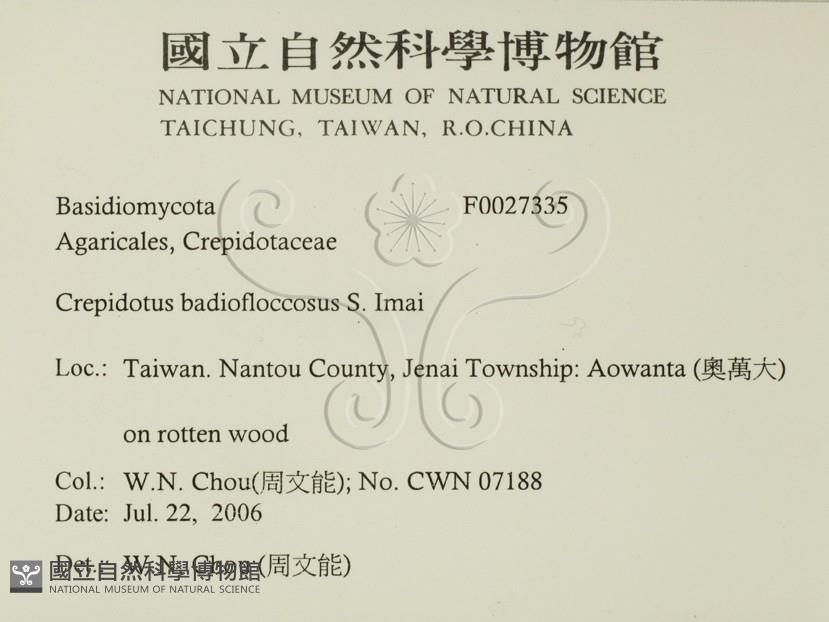 國立自然科學博物館
NATIONAL MUSEUM OF NATURAL SCIENCE
TAICHUNG, TAIWAN, R.O.CHINA
Basidiomycota F0027335
Agaricales, Crepidotaceae
Crepidotus badiofloccosus S. Imai
Loc.: Taiwan. Nantou County, Jenai Township: Aowanta (奧萬大)
on rotten wood
Col.: W.N. Chou(周文能); No. CWN 07188
Date: Jul. 22, 2006
Det.: W.N. Chou (周文能)
國立自然科學博物館
NATIONAL MUSEUM OF NATURAL SCIENCE